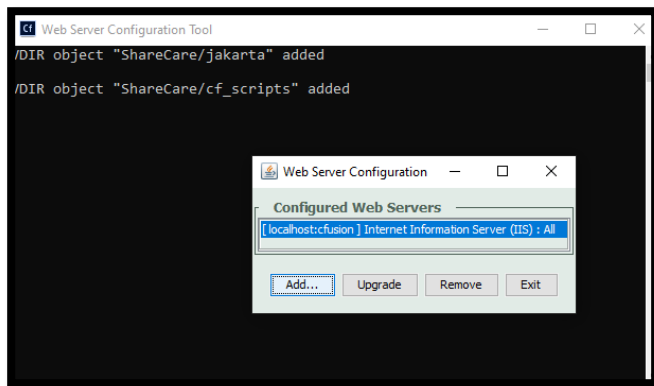 Cf Web Server Configuration Tool
/DIR object "ShareCare/jakarta" added
/DIR object "ShareCare/cf_scripts" added
Web Server Configuration
Configured Web Servers
[ localhost:cfusion ] Internet Information Server (IIS) : All
Add... Upgrade Remove Exit